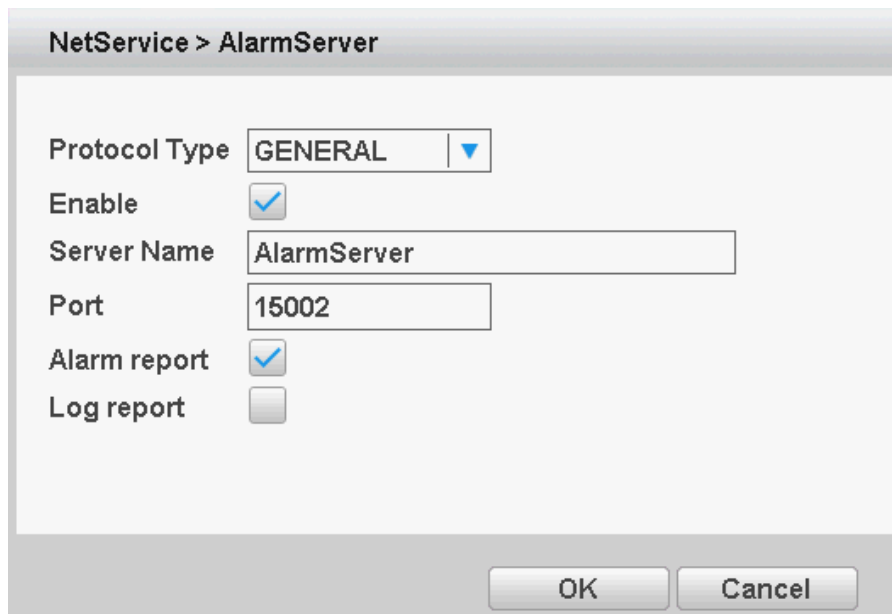 NetService > AlarmServer
Protocol Type GENERAL
Enable
Server Name AlarmServer
Port 15002
Alarm report
Log report
OK Cancel